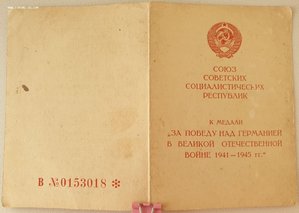 СОЮЗ
СОВЕТСКИХ
СОЦИАЛИСТИЧЕСКИХ
РЕСПУБЛИК
К МЕДАЛИ
„ЗА ПОБЕДУ НАД ГЕРМАНИЕЙ
В ВЕЛИКОЙ ОТЕЧЕСТВЕННОЙ
ВОЙНЕ 1941—1945 гг.“
В №0153018 *